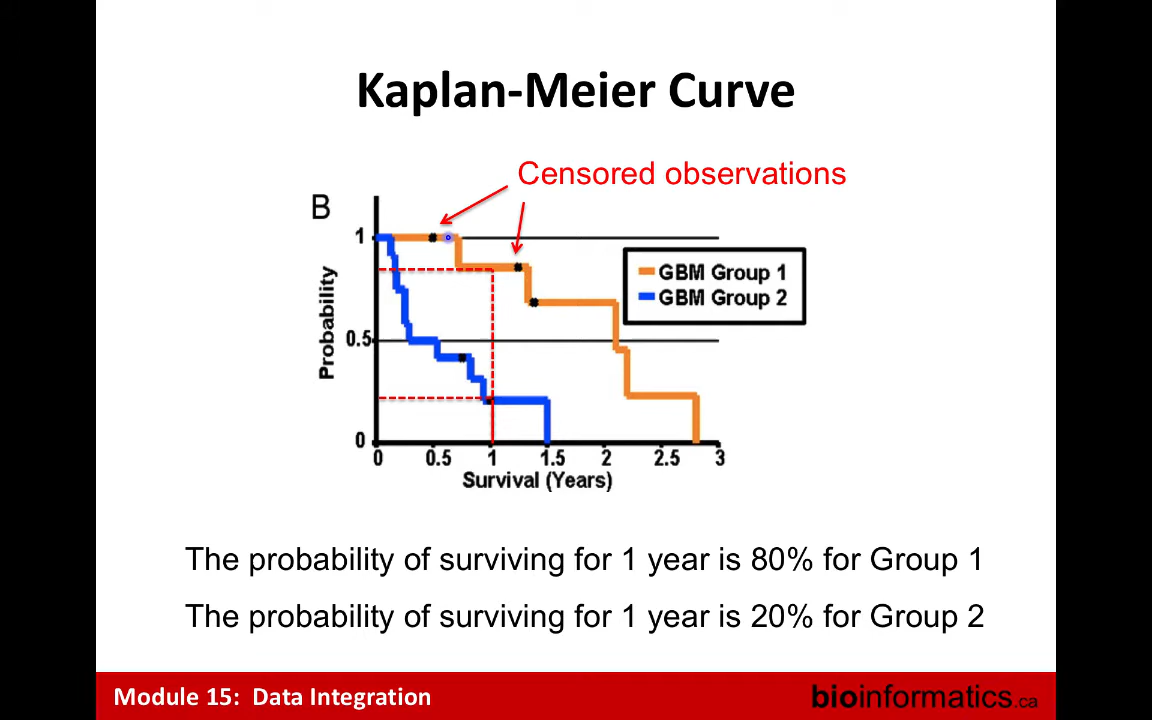 Kaplan-Meier Curve
Censored observations
B
1
0.5
0
Probability
GBM Group 1
GBM Group 2
0 0.5 1 1.5 2 2.5 3
Survival (Years)
The probability of surviving for 1 year is 80% for Group 1
The probability of surviving for 1 year is 20% for Group 2
Module 15: Data Integration
bioinformatics.ca